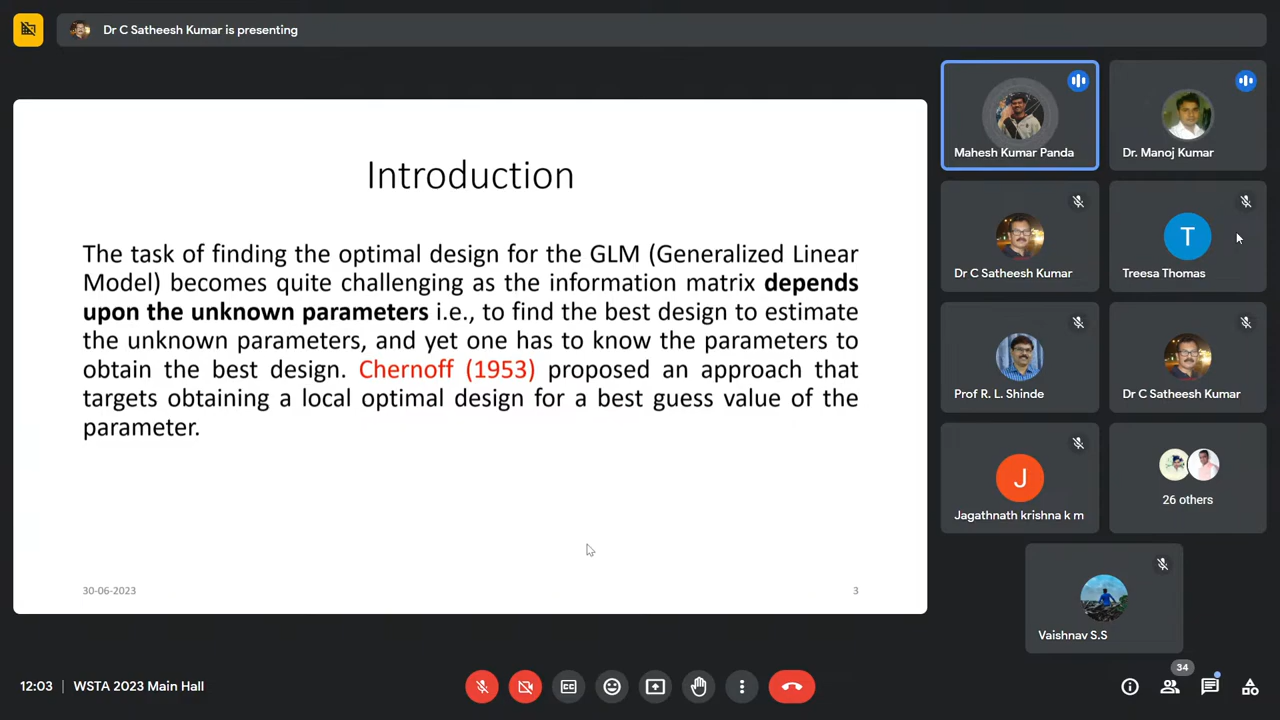 Dr C Satheesh Kumar is presenting
Introduction
The task of finding the optimal design for the GLM (Generalized Linear
Model) becomes quite challenging as the information matrix depends
upon the unknown parameters i.e., to find the best design to estimate
the unknown parameters, and yet one has to know the parameters to
obtain the best design. Chernoff (1953) proposed an approach that
targets obtaining a local optimal design for a best guess value of the
parameter.
30-06-2023
3
Mahesh Kumar Panda
Dr. Manoj Kumar
Dr C Satheesh Kumar
T
Treesa Thomas
Prof R. L. Shinde
Dr C Satheesh Kumar
J
Jagathnath krishna k m
26 others
Vaishnav S.S
12:03 | WSTA 2023 Main Hall
CC
34